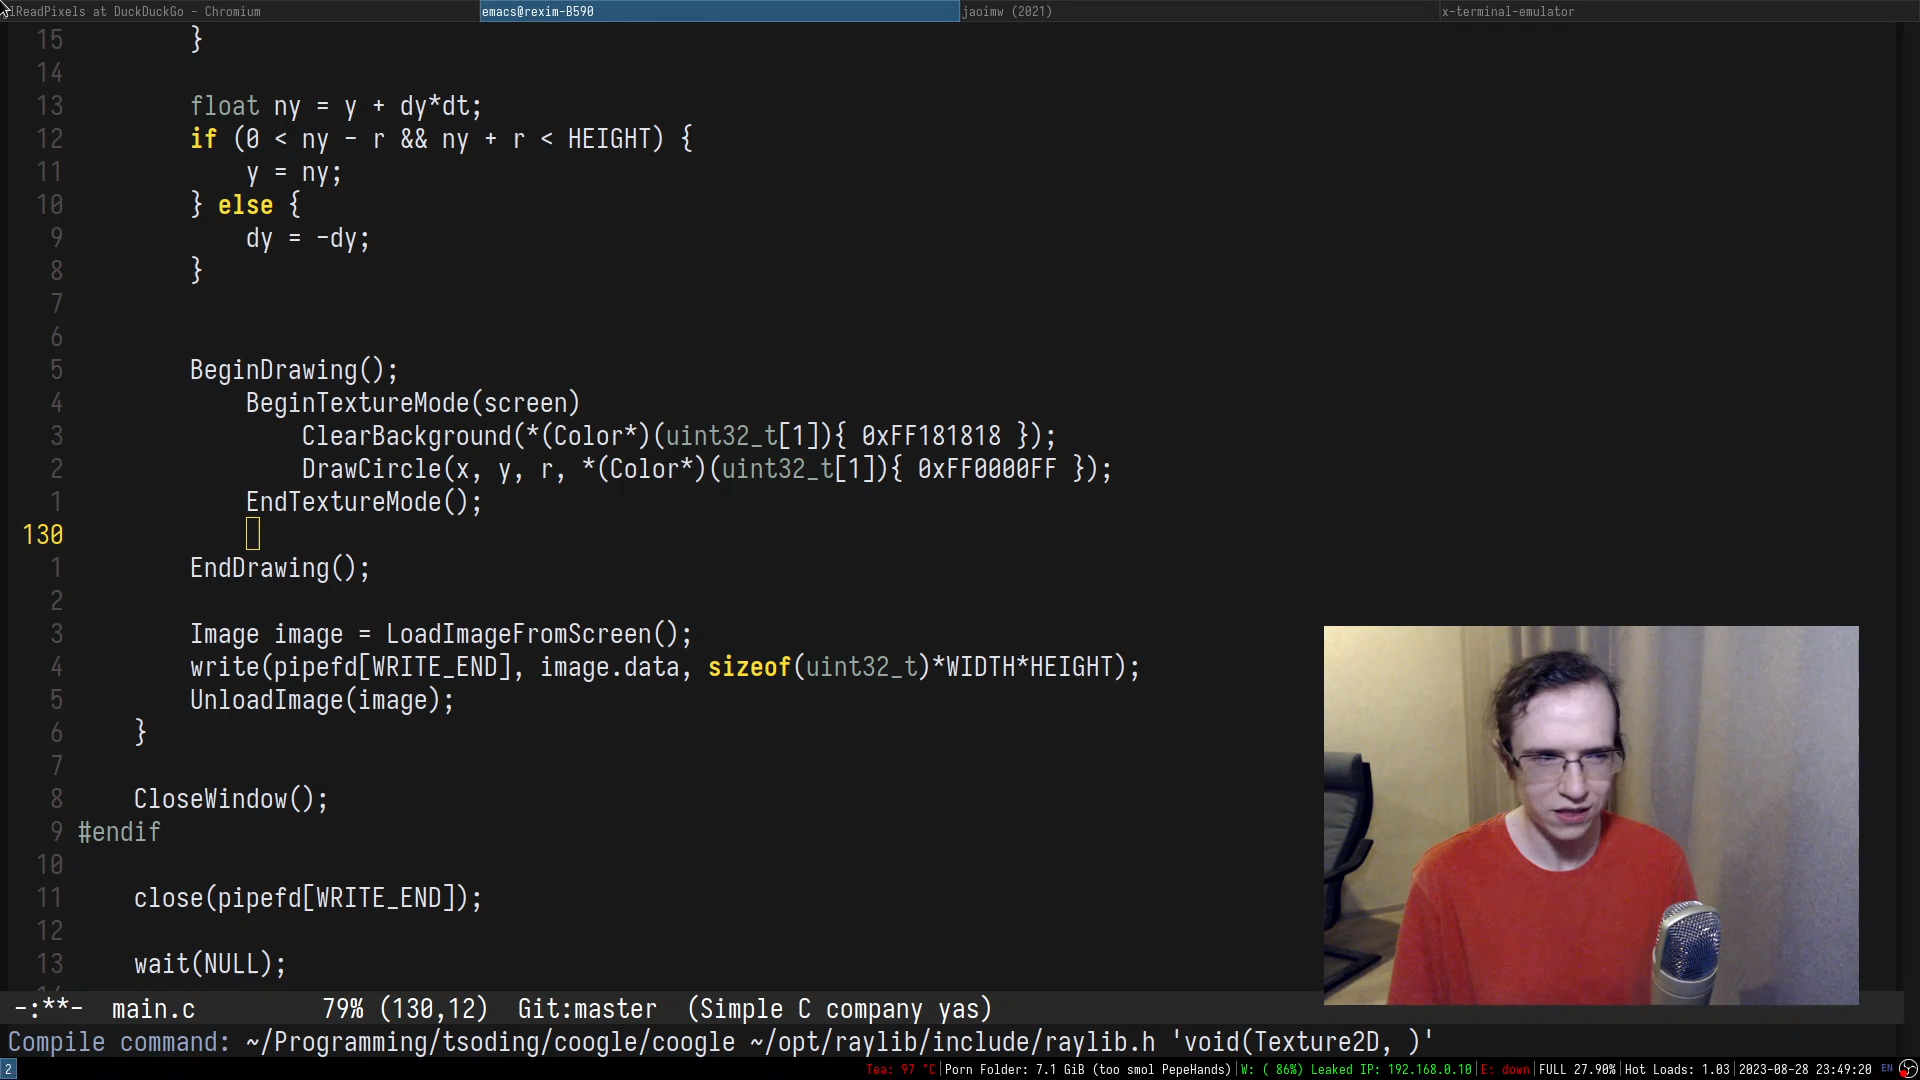 lReadPixels at DuckDuckGo - Chromium emacs@rexim-B590 jaoimw (2021) x-terminal-emulator
15 }
14
13 float ny = y + dy*dt;
12 if (0 < ny - r && ny + r < HEIGHT) {
11 y = ny;
10 } else {
9 dy = -dy;
8 }
7
6
5 BeginDrawing();
4 BeginTextureMode(screen)
3 ClearBackground(*(Color*)(uint32_t[1]){ 0xFF181818 });
2 DrawCircle(x, y, r, *(Color*)(uint32_t[1]){ 0xFF0000FF });
1 EndTextureMode();
130
1 EndDrawing();
2
3 Image image = LoadImageFromScreen();
4 write(pipefd[WRITE_END], image.data, sizeof(uint32_t)*WIDTH*HEIGHT);
5 UnloadImage(image);
6 }
7
8 CloseWindow();
9 #endif
10
11 close(pipefd[WRITE_END]);
12
13 wait(NULL);
-:**- main.c 79% (130,12) Git:master (Simple C company yas)
Compile command: ~/Programming/tsoding/coogle/coogle ~/opt/raylib/include/raylib.h 'void(Texture2D, )'
2 Tea: 97 °C|Porn Folder: 7.1 GiB (too smol PepeHands)|W: ( 86%) Leaked IP: 192.168.0.10|E: down|FULL 27.90%|Hot Loads: 1.03|2023-08-28 23:49:20 EN